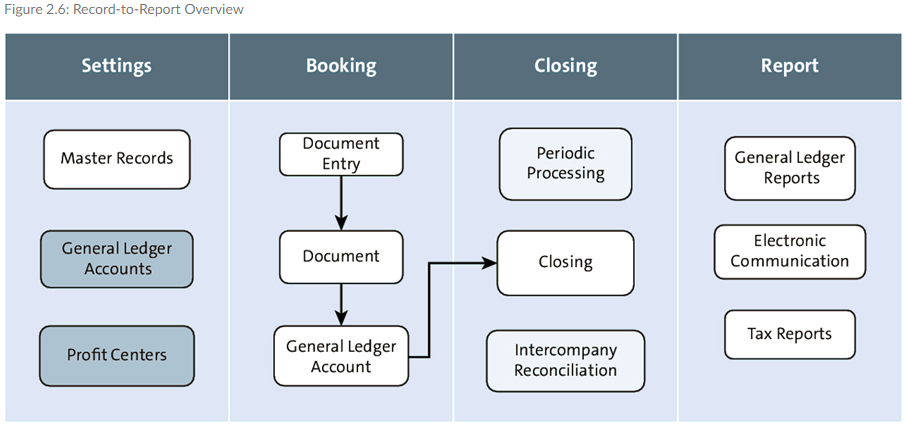 Figure 2.6: Record-to-Report Overview
Settings
Booking
Closing
Report
Master Records
General Ledger
Accounts
Profit Centers
Document
Entry
Document
General Ledger
Account
Periodic
Processing
Closing
Intercompany
Reconciliation
General Ledger
Reports
Electronic
Communication
Tax Reports